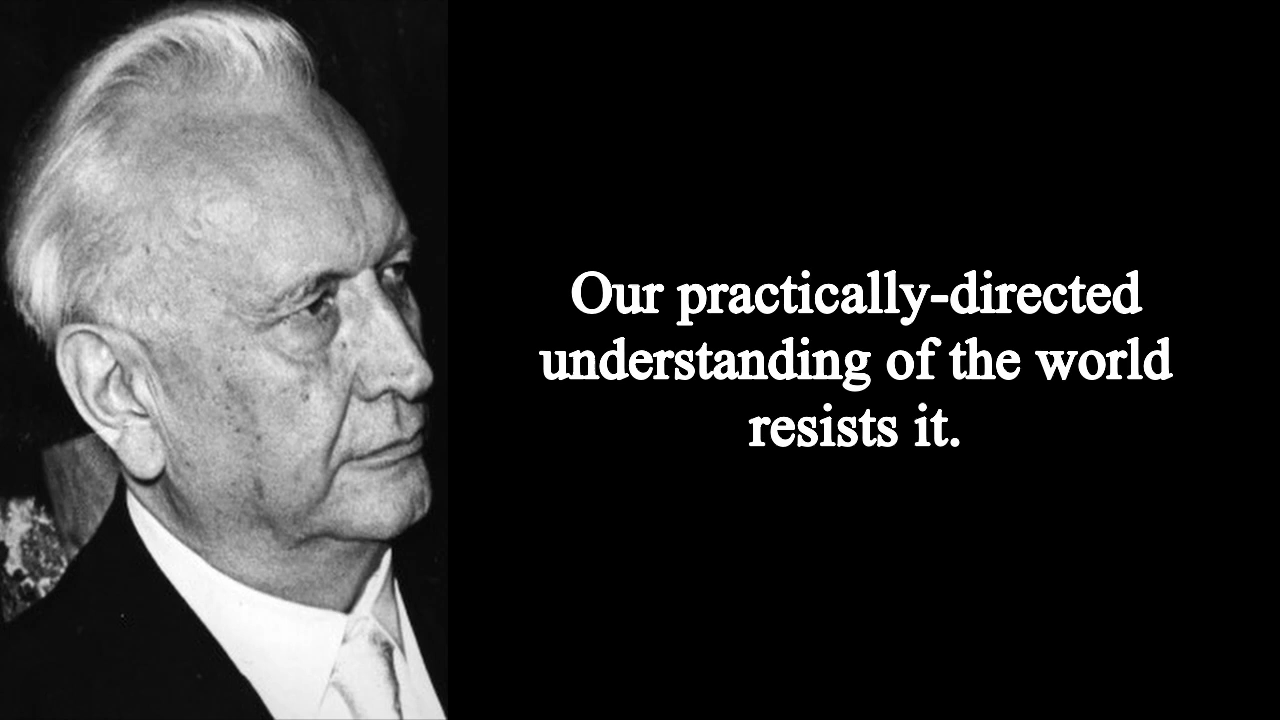 Our practically-directed
understanding of the world
resists it.